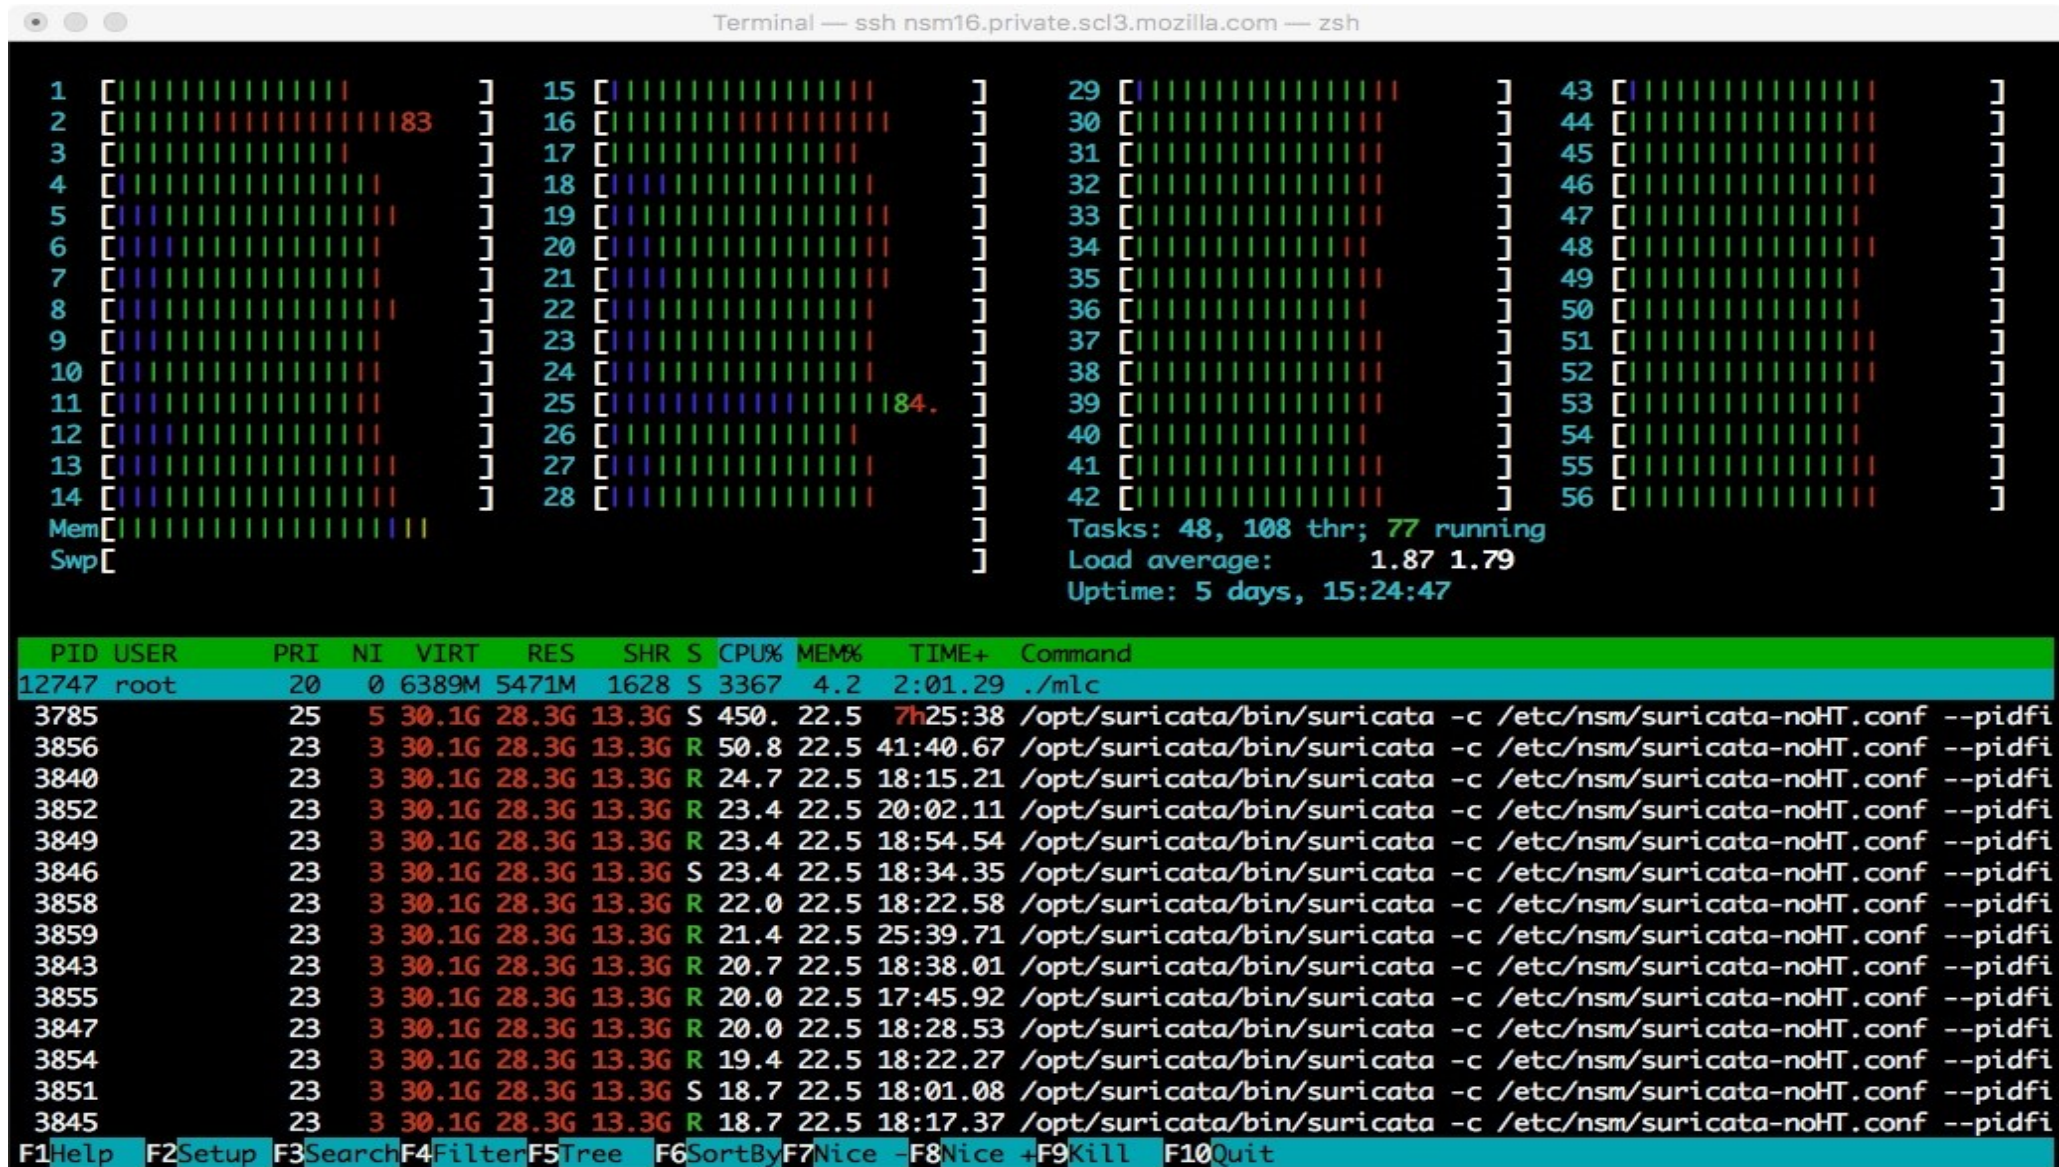 Terminal — ssh nsm16.private.scl3.mozilla.com — zsh
1 [ ] 15 [ ] 29 [ ] 43 [ ]
2 [ 83 ] 16 [ ] 30 [ ] 44 [ ]
3 [ ] 17 [ ] 31 [ ] 45 [ ]
4 [ ] 18 [ ] 32 [ ] 46 [ ]
5 [ ] 19 [ ] 33 [ ] 47 [ ]
6 [ ] 20 [ ] 34 [ ] 48 [ ]
7 [ ] 21 [ ] 35 [ ] 49 [ ]
8 [ ] 22 [ ] 36 [ ] 50 [ ]
9 [ ] 23 [ ] 37 [ ] 51 [ ]
10 [ ] 24 [ ] 38 [ ] 52 [ ]
11 [ ] 25 [ 84. ] 39 [ ] 53 [ ]
12 [ ] 26 [ ] 40 [ ] 54 [ ]
13 [ ] 27 [ ] 41 [ ] 55 [ ]
14 [ ] 28 [ ] 42 [ ] 56 [ ]
Mem[ ] Tasks: 48, 108 thr; 77 running
Swp[ ] Load average: 1.87 1.79
Uptime: 5 days, 15:24:47
PID USER PRI NI VIRT RES SHR S CPU% MEM% TIME+ Command
12747 root 20 0 6389M 5471M 1628 S 3367 4.2 2:01.29 ./mlc
3785 25 5 30.1G 28.3G 13.3G S 450. 22.5 7h25:38 /opt/suricata/bin/suricata -c /etc/nsm/suricata-noHT.conf --pidfi
3856 23 3 30.1G 28.3G 13.3G R 50.8 22.5 41:40.67 /opt/suricata/bin/suricata -c /etc/nsm/suricata-noHT.conf --pidfi
3840 23 3 30.1G 28.3G 13.3G R 24.7 22.5 18:15.21 /opt/suricata/bin/suricata -c /etc/nsm/suricata-noHT.conf --pidfi
3852 23 3 30.1G 28.3G 13.3G R 23.4 22.5 20:02.11 /opt/suricata/bin/suricata -c /etc/nsm/suricata-noHT.conf --pidfi
3849 23 3 30.1G 28.3G 13.3G R 23.4 22.5 18:54.54 /opt/suricata/bin/suricata -c /etc/nsm/suricata-noHT.conf --pidfi
3846 23 3 30.1G 28.3G 13.3G S 23.4 22.5 18:34.35 /opt/suricata/bin/suricata -c /etc/nsm/suricata-noHT.conf --pidfi
3858 23 3 30.1G 28.3G 13.3G R 22.0 22.5 18:22.58 /opt/suricata/bin/suricata -c /etc/nsm/suricata-noHT.conf --pidfi
3859 23 3 30.1G 28.3G 13.3G R 21.4 22.5 25:39.71 /opt/suricata/bin/suricata -c /etc/nsm/suricata-noHT.conf --pidfi
3843 23 3 30.1G 28.3G 13.3G R 20.7 22.5 18:38.01 /opt/suricata/bin/suricata -c /etc/nsm/suricata-noHT.conf --pidfi
3855 23 3 30.1G 28.3G 13.3G R 20.0 22.5 17:45.92 /opt/suricata/bin/suricata -c /etc/nsm/suricata-noHT.conf --pidfi
3847 23 3 30.1G 28.3G 13.3G R 20.0 22.5 18:28.53 /opt/suricata/bin/suricata -c /etc/nsm/suricata-noHT.conf --pidfi
3854 23 3 30.1G 28.3G 13.3G R 19.4 22.5 18:22.27 /opt/suricata/bin/suricata -c /etc/nsm/suricata-noHT.conf --pidfi
3851 23 3 30.1G 28.3G 13.3G S 18.7 22.5 18:01.08 /opt/suricata/bin/suricata -c /etc/nsm/suricata-noHT.conf --pidfi
3845 23 3 30.1G 28.3G 13.3G R 18.7 22.5 18:17.37 /opt/suricata/bin/suricata -c /etc/nsm/suricata-noHT.conf --pidfi
F1Help F2Setup F3SearchF4FilterF5Tree F6SortByF7Nice -F8Nice +F9Kill F10Quit